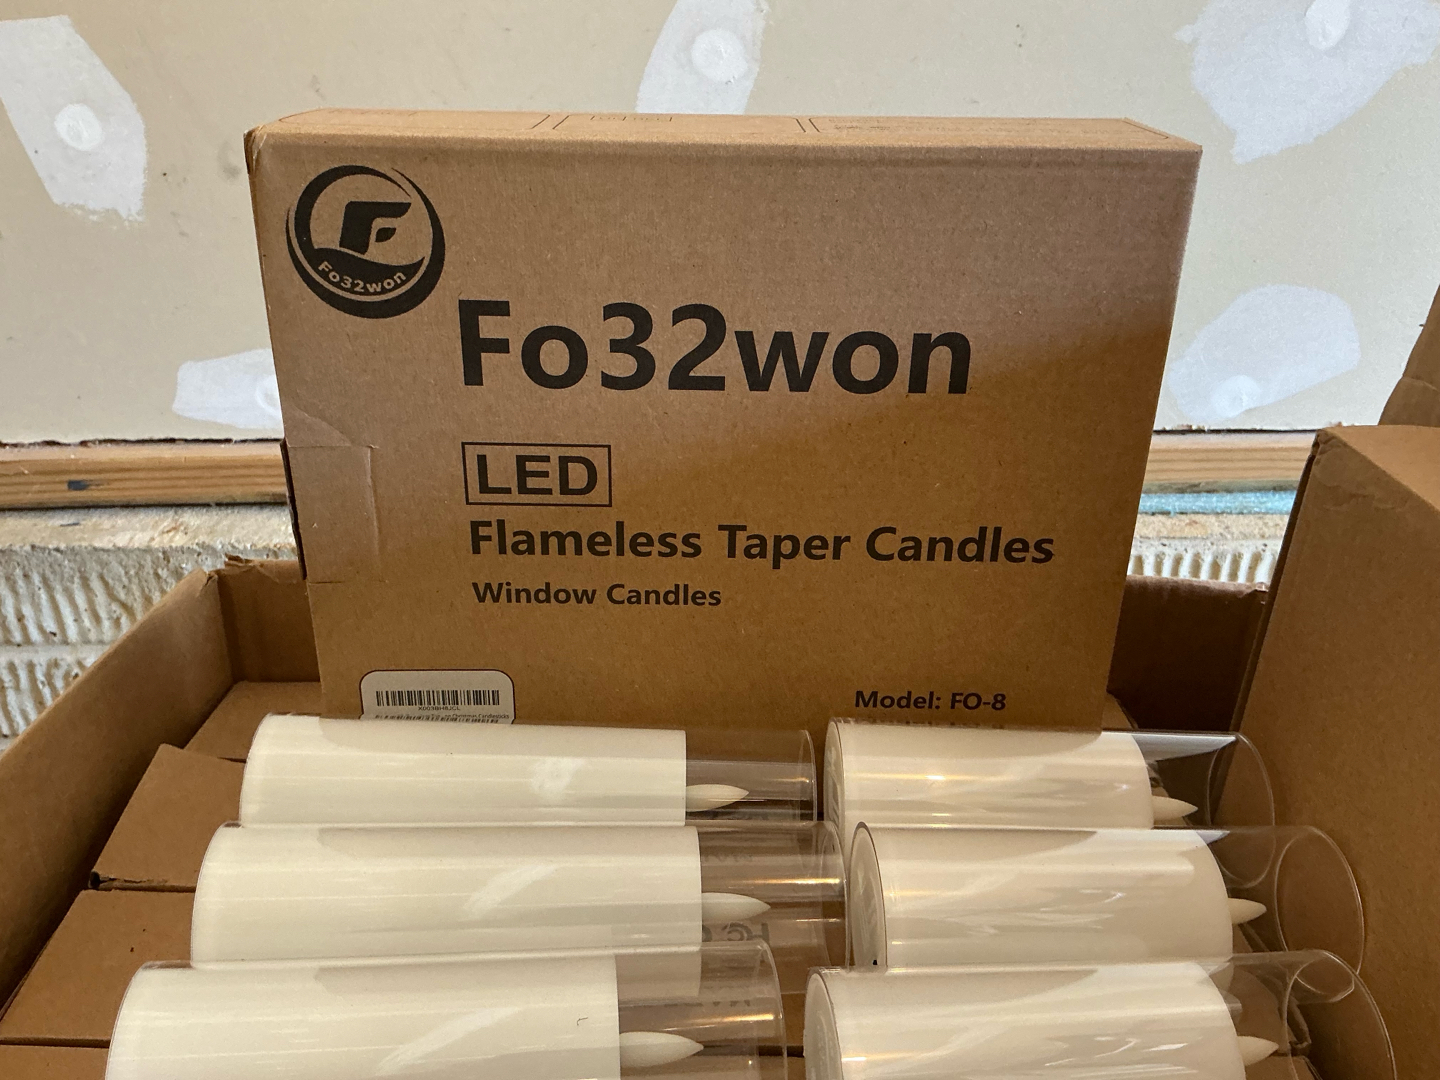 Fo32won
Fo32won
LED
Flameless Taper Candles
Window Candles
Model: FO-8